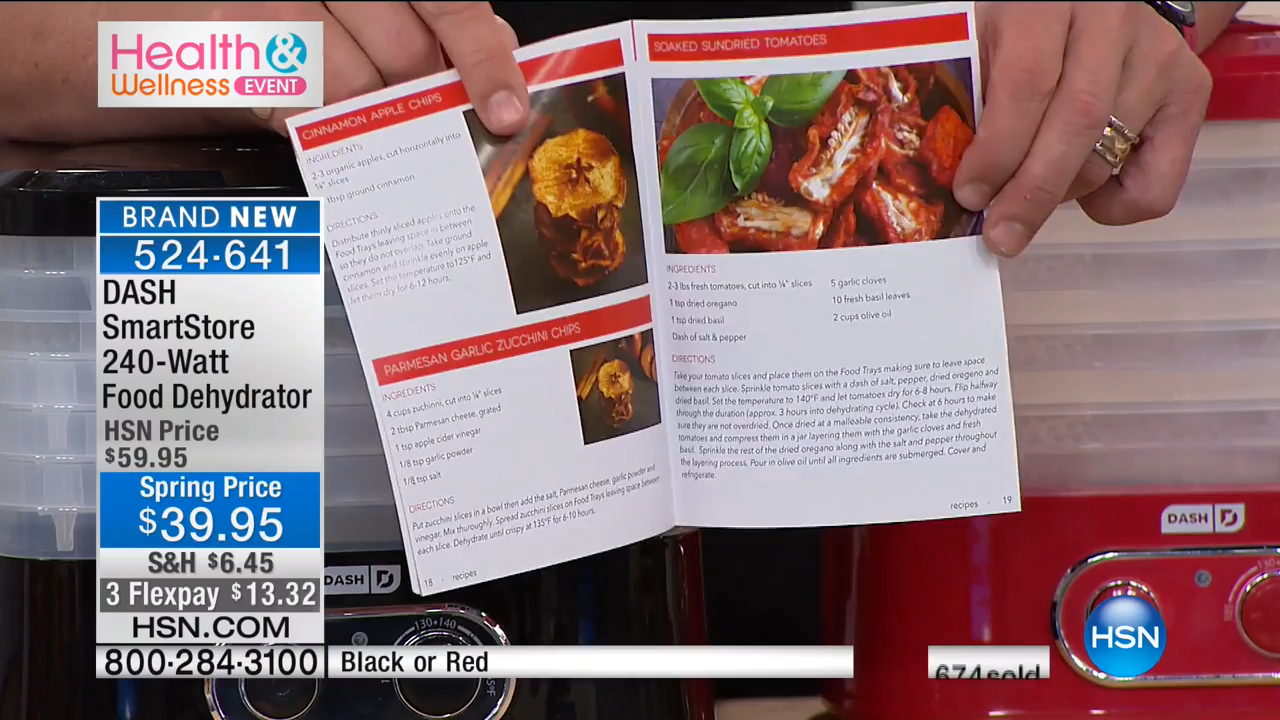 Health &
Wellness EVENT
BRAND NEW
524-641
DASH
SmartStore
240-Watt
Food Dehydrator
HSN Price
$59.95
Spring Price
$39.95
S&H $6.45
3 Flexpay $13.32
HSN.COM
800·284·3100
Black or Red
674 sold
HSN
CINNAMON APPLE CHIPS
INGREDIENTS
2-3 organic apples, cut horizontally into
¼" slices
tbsp ground cinnamon
DIRECTIONS
Distribute thinly sliced apples onto the
Food Trays leaving space in between
so they do not overlap. Take ground
cinnamon and sprinkle evenly on apple
slices. Set the temperature to 125°F and
let them dry for 6-12 hours.
PARMESAN GARLIC ZUCCHINI CHIPS
INGREDIENTS
4 cups zuchinni, cut into ¼" slices
2 tbsp Parmesan cheese, grated
1 tsp apple cider vinegar
1/8 tsp garlic powder
1/8 tsp salt
DIRECTIONS
Put zucchini slices in a bowl then add the salt, Parmesan cheese, garlic powder and
vinegar. Mix thoroughly. Spread zucchini slices on Food Trays leaving space between
each slice. Dehydrate until crispy at 135°F for 6-10 hours.
18 · recipes
SOAKED SUNDRIED TOMATOES
INGREDIENTS
2-3 lbs fresh tomatoes, cut into ¼" slices
1 tsp dried oregano
1 tsp dried basil
Dash of salt & pepper
5 garlic cloves
10 fresh basil leaves
2 cups olive oil
DIRECTIONS
Take your tomato slices and place them on the Food Trays making sure to leave space
between each slice. Sprinkle tomato slices with a dash of salt, pepper, dried oregano and
dried basil. Set the temperature to 140°F and let tomatoes dry for 6-8 hours. Flip halfway
through the duration (approx. 3 hours into dehydrating cycle). Check at 6 hours to make
sure they are not overdried. Once dried at a malleable consistency, take the dehydrated
tomatoes and compress them in a jar layering them with the garlic cloves and fresh
basil. Sprinkle the rest of the dried oregano along with the salt and pepper throughout
the layering process. Pour in olive oil until all ingredients are submerged. Cover and
refrigerate.
recipes · 19
DASH D
130·140
DASH D